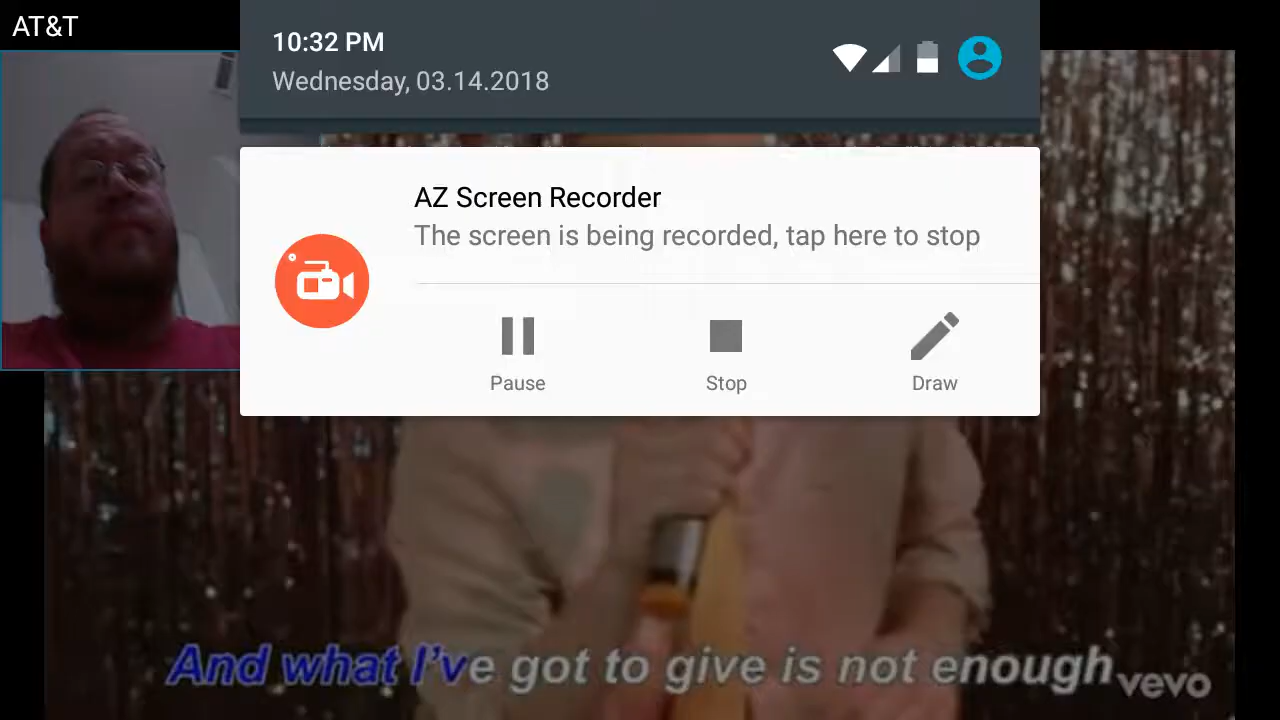 AT&T
10:32 PM
Wednesday, 03.14.2018
AZ Screen Recorder
The screen is being recorded, tap here to stop
Pause Stop Draw
And what I've got to give is not enough
vevo